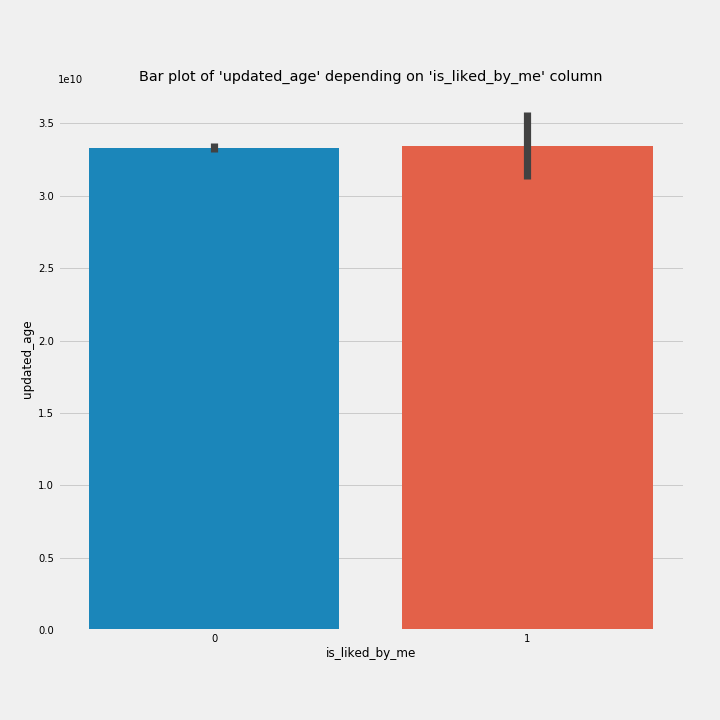 Bar plot of 'updated_age' depending on 'is_liked_by_me' column
1e10
3.5
3.0
2.5
2.0
1.5
1.0
0.5
0.0
updated_age
0 1
is_liked_by_me